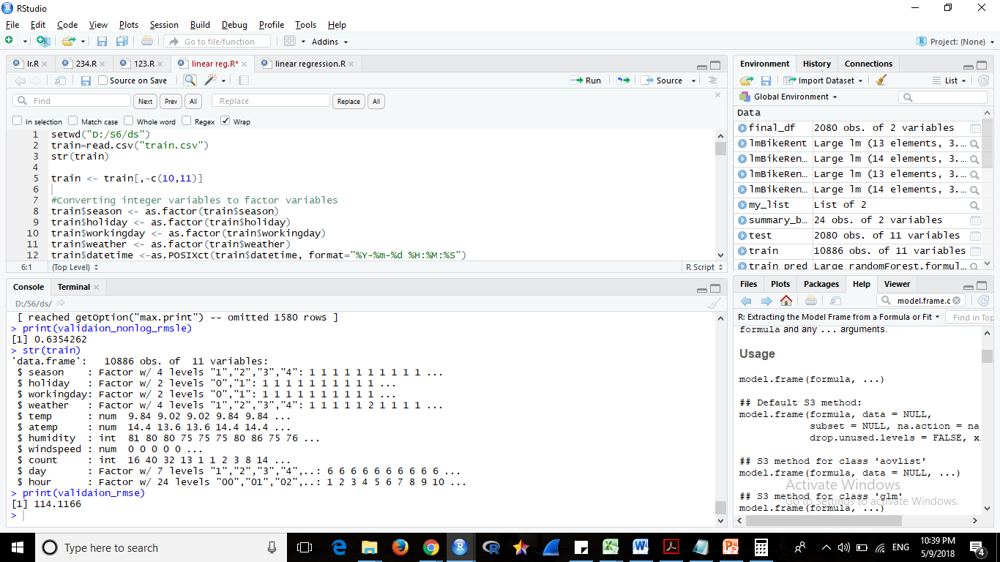 RStudio
File Edit Code View Plots Session Build Debug Profile Tools Help
Go to file/function Addins Project: (None)
lr.R 234.R 123.R linear reg.R* linear regression.R
Source on Save Run Source
Find Next Prev All Replace Replace All
In selection Match case Whole word Regex Wrap
1 setwd("D:/S6/ds")
2 train=read.csv("train.csv")
3 str(train)
4
5 train <- train[,-c(10,11)]
6
7 #Converting integer variables to factor variables
8 train$season <- as.factor(train$season)
9 train$holiday <- as.factor(train$holiday)
10 train$workingday <- as.factor(train$workingday)
11 train$weather <- as.factor(train$weather)
12 train$datetime <-as.POSIXct(train$datetime, format="%Y-%m-%d %H:%M:%S")
6:1 (Top Level) R Script
Console Terminal
D:/S6/ds/
[ reached getOption("max.print") -- omitted 1580 rows ]
> print(validaion_nonlog_rmsle)
[1] 0.6354262
> str(train)
'data.frame': 10886 obs. of 11 variables:
$ season : Factor w/ 4 levels "1","2","3","4": 1 1 1 1 1 1 1 1 1 1 ...
$ holiday : Factor w/ 2 levels "0","1": 1 1 1 1 1 1 1 1 1 1 ...
$ workingday: Factor w/ 2 levels "0","1": 1 1 1 1 1 1 1 1 1 1 ...
$ weather : Factor w/ 4 levels "1","2","3","4": 1 1 1 1 1 2 1 1 1 1 ...
$ temp : num 9.84 9.02 9.02 9.84 9.84 ...
$ atemp : num 14.4 13.6 13.6 14.4 14.4 ...
$ humidity : int 81 80 80 75 75 75 80 86 75 76 ...
$ windspeed : num 0 0 0 0 0 ...
$ count : int 16 40 32 13 1 1 2 3 8 14 ...
$ day : Factor w/ 7 levels "1","2","3","4",..: 6 6 6 6 6 6 6 6 6 6 ...
$ hour : Factor w/ 24 levels "00","01","02",..: 1 2 3 4 5 6 7 8 9 10 ...
> print(validaion_rmse)
[1] 114.1166
>
Environment History Connections
Import Dataset List
Global Environment
Data
final_df 2080 obs. of 2 variables
lmBikeRent Large lm (13 elements, 3.…
lmBikeRen… Large lm (14 elements, 3.…
lmBikeRen… Large lm (13 elements, 3.…
lmBikeRen… Large lm (14 elements, 3.…
my_list List of 2
summary_b… 24 obs. of 2 variables
test 2080 obs. of 11 variables
train 10886 obs. of 11 variables
train pred Large randomForest.formul…
Files Plots Packages Help Viewer
model.frame.c
R: Extracting the Model Frame from a Formula or Fit Find in Top
formula and any ... arguments.
Usage
model.frame(formula, ...)
## Default S3 method:
model.frame(formula, data = NULL,
subset = NULL, na.action = na
drop.unused.levels = FALSE, x
## S3 method for class 'aovlist'
model.frame(formula, data = NULL, ...)
Activate Windows
## S3 method for class 'glm'
Go to Settings to activate Windows.
model.frame(formula, ...)
Type here to search
ENG
10:39 PM
5/9/2018
4